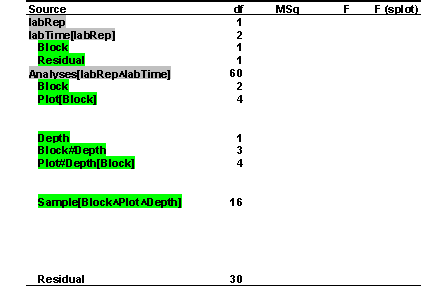 Source df MSq F F (splot)
labRep 1
labTime[labRep] 2
Block 1
Residual 1
Analyses[labRep∧labTime] 60
Block 2
Plot[Block] 4
Depth 1
Block#Depth 3
Plot#Depth[Block] 4
Sample[Block∧Plot∧Depth] 16
Residual 30